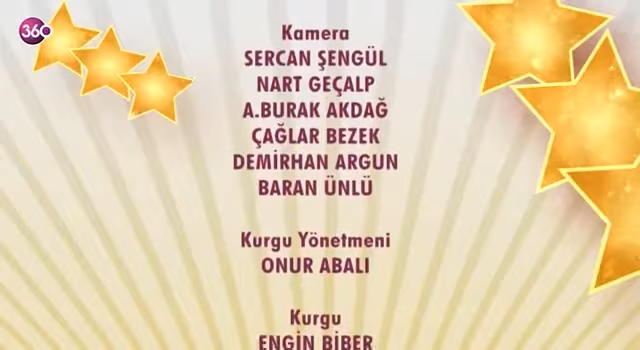 360
Kamera
SERCAN ŞENGÜL
NART GEÇALP
A.BURAK AKDAĞ
ÇAĞLAR BEZEK
DEMİRHAN ARGUN
BARAN ÜNLÜ
Kurgu Yönetmeni
ONUR ABALI
Kurgu
ENGİN BİBER